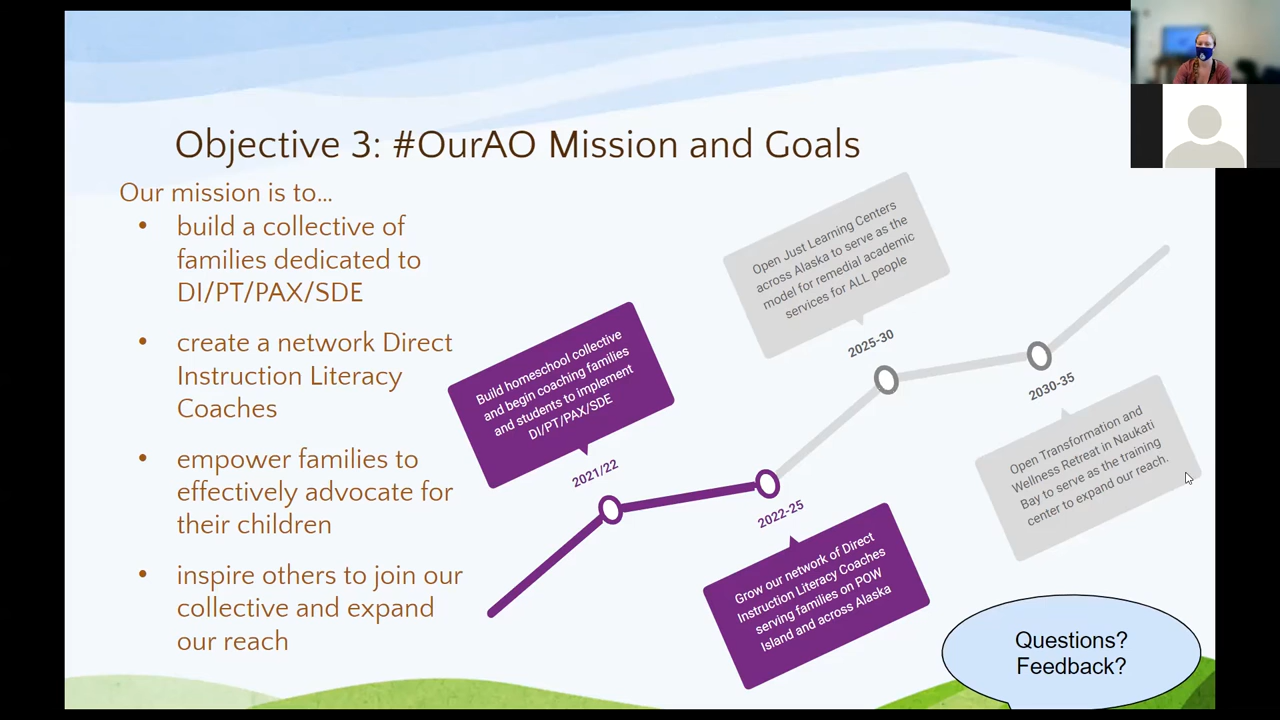 Objective 3: #OurAO Mission and Goals
Our mission is to…
• build a collective of
families dedicated to
DI/PT/PAX/SDE
• create a network Direct
Instruction Literacy
Coaches
• empower families to
effectively advocate for
their children
• inspire others to join our
collective and expand
our reach
Build homeschool collective
and begin coaching families
and students to implement
DI/PT/PAX/SDE
2021/22
Grow our network of Direct
Instruction Literacy Coaches
serving families on POW
Island and across Alaska
2022-25
Open Just Learning Centers
across Alaska to serve as the
model for remedial academic
services for ALL people
2025-30
Open Transformation and
Wellness Retreat in Naukati
Bay to serve as the training
center to expand our reach.
2030-35
Questions?
Feedback?